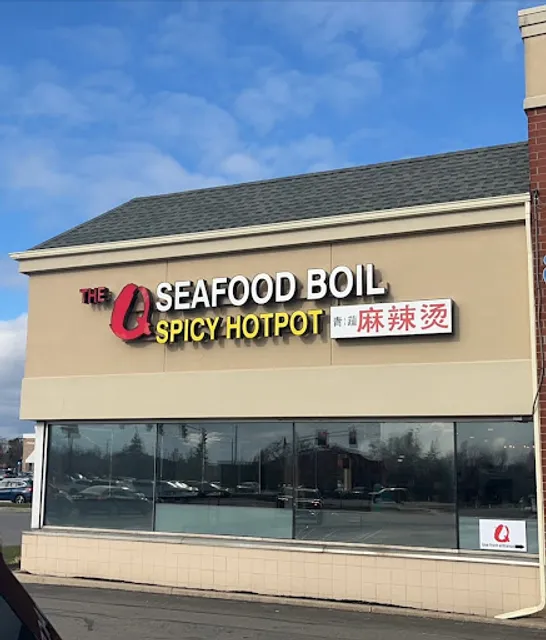 THE Q SEAFOOD BOIL
SPICY HOTPOT
麻辣烫